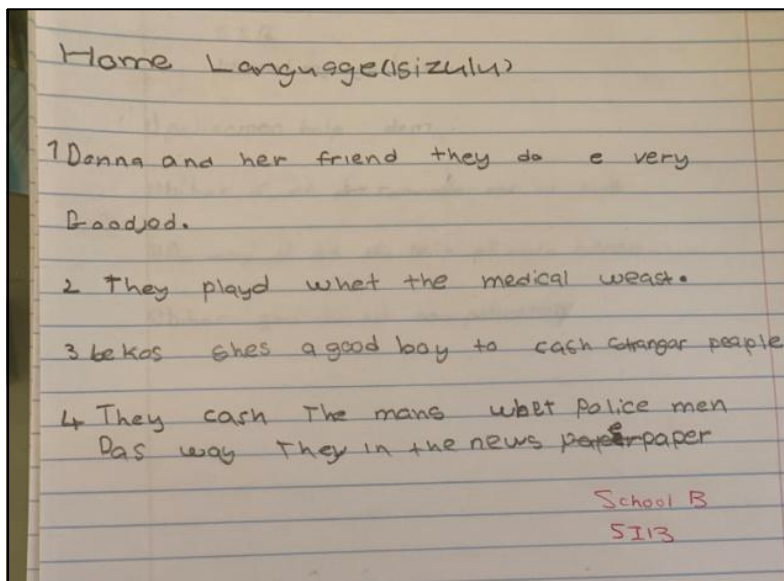 Home Language(isizulu)
1 Donna and her friend they do e very
Goodjod.
2 They playd whet the medical weast.
3 bekos shes a good boy to cash strangar peaple
4 They cash The mans whet Police men
Das way They in the news paper
School B
5I13